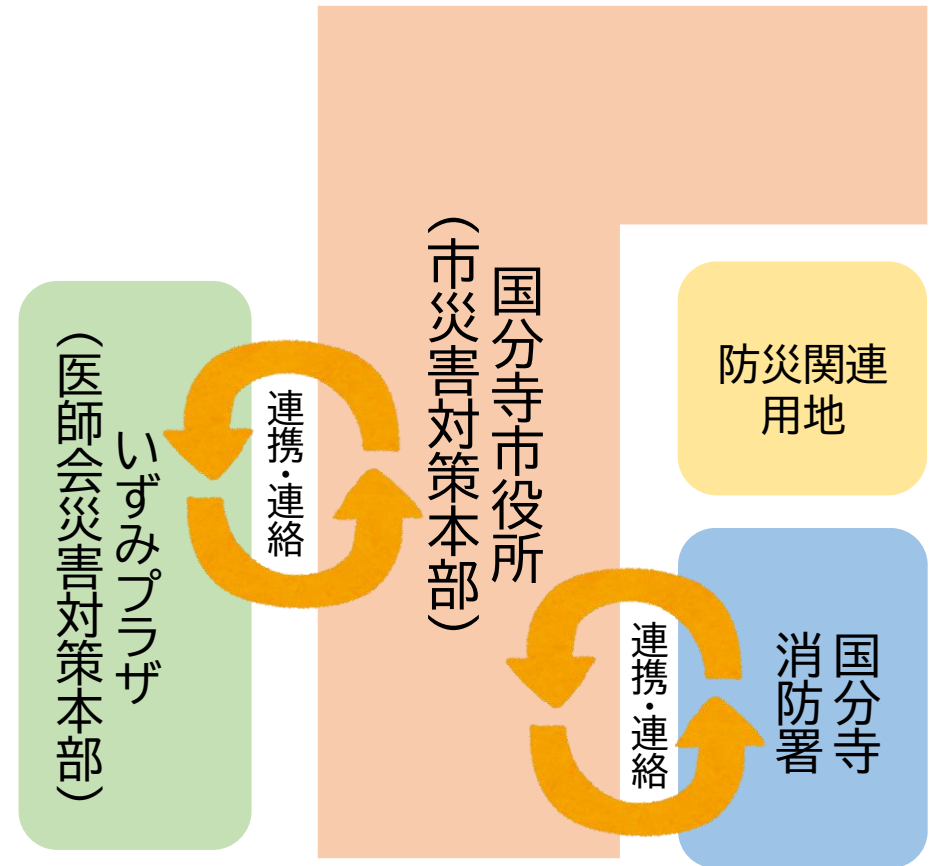 国分寺市役所
（市災害対策本部）
いずみプラザ
（医師会災害対策本部）
連携・連絡
防災関連
用地
連携・連絡
国分寺
消防署